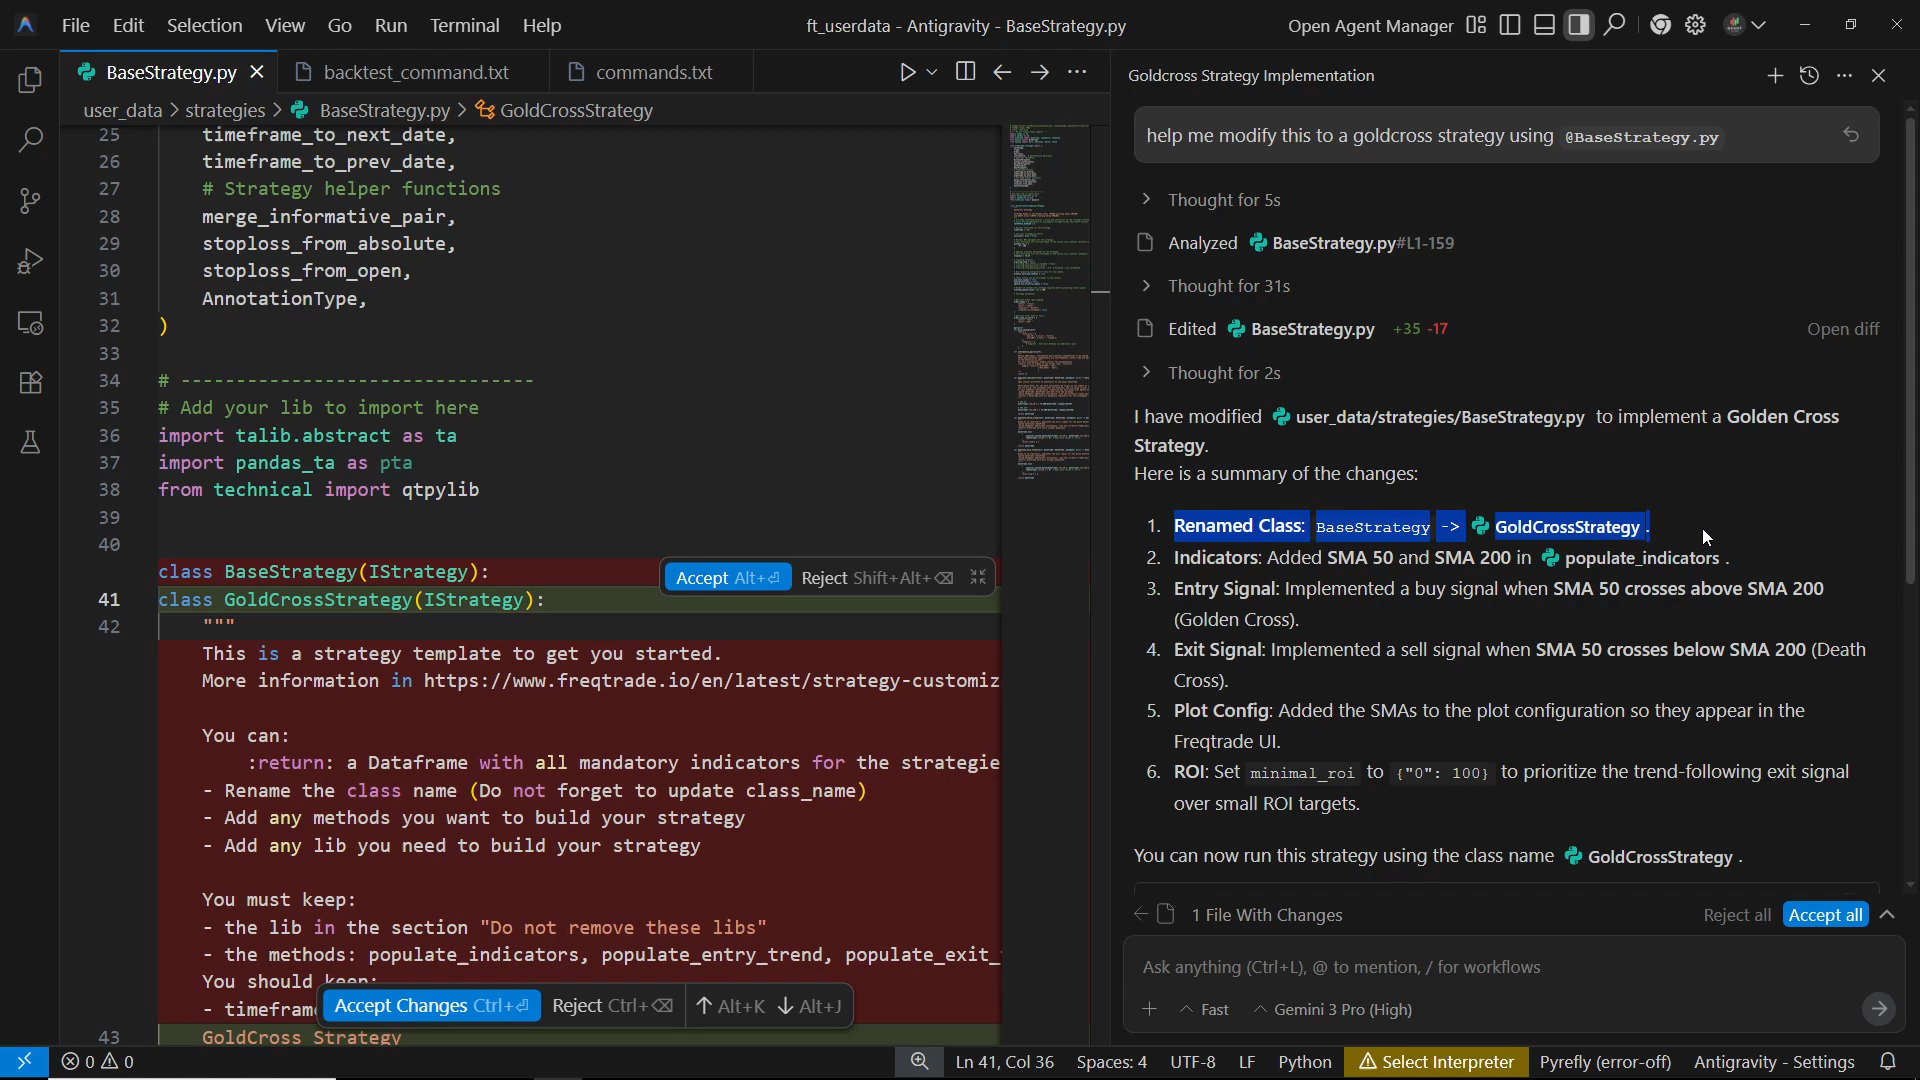 File Edit Selection View Go Run Terminal Help
ft_userdata - Antigravity - BaseStrategy.py
Open Agent Manager
BaseStrategy.py
backtest_command.txt
commands.txt
user_data > strategies > BaseStrategy.py > GoldCrossStrategy
25 timeframe_to_next_date,
26 timeframe_to_prev_date,
27 # Strategy helper functions
28 merge_informative_pair,
29 stoploss_from_absolute,
30 stoploss_from_open,
31 AnnotationType,
32 )
33
34 # --------------------------------
35 # Add your lib to import here
36 import talib.abstract as ta
37 import pandas_ta as pta
38 from technical import qtpylib
39
40
class BaseStrategy(IStrategy):
Accept Alt+⏎ Reject Shift+Alt+⌫
41 class GoldCrossStrategy(IStrategy):
42 """
This is a strategy template to get you started.
More information in https://www.freqtrade.io/en/latest/strategy-customiz
You can:
:return: a Dataframe with all mandatory indicators for the strategie
- Rename the class name (Do not forget to update class_name)
- Add any methods you want to build your strategy
- Add any lib you need to build your strategy
You must keep:
- the lib in the section "Do not remove these libs"
- the methods: populate_indicators, populate_entry_trend, populate_exit_
You should keep:
- timeframe
Accept Changes Ctrl+⏎ Reject Ctrl+⌫ ↑ Alt+K ↓ Alt+J
43 GoldCross Strategy
Goldcross Strategy Implementation
help me modify this to a goldcross strategy using @BaseStrategy.py
> Thought for 5s
Analyzed BaseStrategy.py#L1-159
> Thought for 31s
Edited BaseStrategy.py +35 -17 Open diff
> Thought for 2s
I have modified user_data/strategies/BaseStrategy.py to implement a Golden Cross
Strategy.
Here is a summary of the changes:
1. Renamed Class: BaseStrategy -> GoldCrossStrategy .
2. Indicators: Added SMA 50 and SMA 200 in populate_indicators .
3. Entry Signal: Implemented a buy signal when SMA 50 crosses above SMA 200
(Golden Cross).
4. Exit Signal: Implemented a sell signal when SMA 50 crosses below SMA 200 (Death
Cross).
5. Plot Config: Added the SMAs to the plot configuration so they appear in the
Freqtrade UI.
6. ROI: Set minimal_roi to {"0": 100} to prioritize the trend-following exit signal
over small ROI targets.
You can now run this strategy using the class name GoldCrossStrategy .
1 File With Changes Reject all Accept all
Ask anything (Ctrl+L), @ to mention, / for workflows
Fast Gemini 3 Pro (High)
0 0 Ln 41, Col 36 Spaces: 4 UTF-8 LF Python Select Interpreter Pyrefly (error-off) Antigravity - Settings